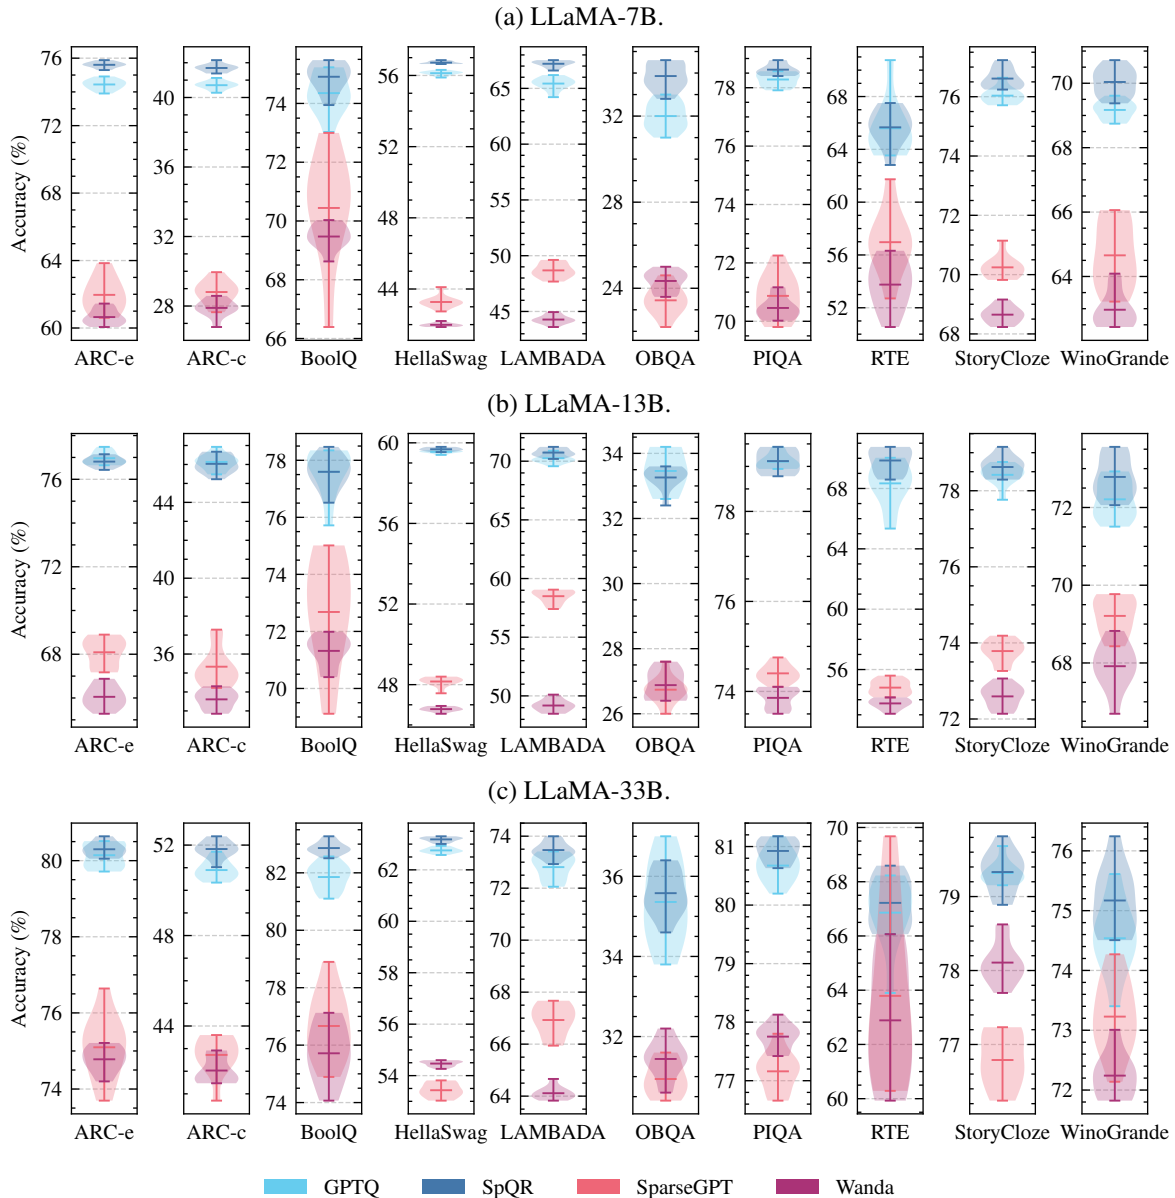 (a) LLaMA-7B.
Accuracy (%)
76 74 72 70 68 66 64 62 60
40 36 32 28
74 72 70 68 66
56 52 48 44
65 60 55 50 45
32 28 24
78 76 74 72 70
68 64 60 56 52
76 74 72 70 68
70 68 66 64
ARC-e ARC-c BoolQ HellaSwag LAMBADA OBQA PIQA RTE StoryCloze WinoGrande
(b) LLaMA-13B.
Accuracy (%)
76 72 68
44 40 36
78 76 74 72 70
60 56 52 48
70 65 60 55 50
34 32 30 28 26
78 76 74
68 64 60 56
78 76 74 72
72 70 68
ARC-e ARC-c BoolQ HellaSwag LAMBADA OBQA PIQA RTE StoryCloze WinoGrande
(c) LLaMA-33B.
Accuracy (%)
80 78 76 74
52 52 48 42
82 80 78 76 74
62 60 58 56 54
74 72 70 68 66 64
36 34 32
81 80 79 78 77
70 68 66 64 62 60
79 78 77
76 75 74 73 72
ARC-e ARC-c BoolQ HellaSwag LAMBADA OBQA PIQA RTE StoryCloze WinoGrande
GPTQ SpQR SparseGPT Wanda